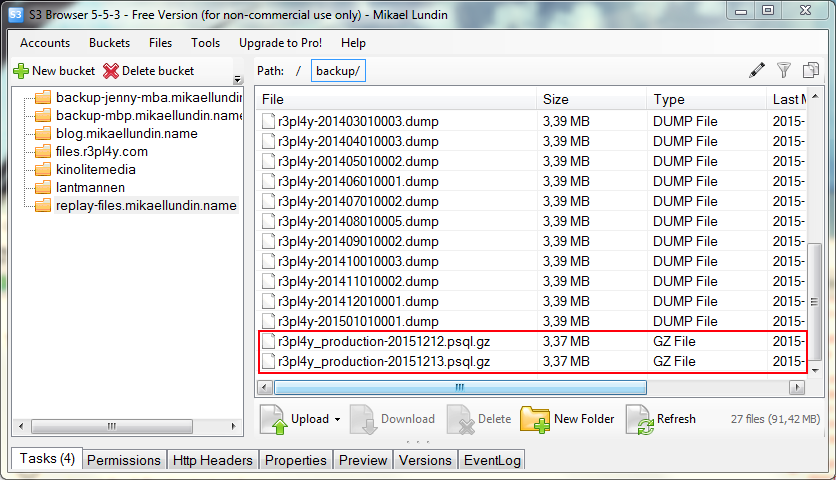 S3 Browser 5-5-3 - Free Version (for non-commercial use only) - Mikael Lundin
Accounts Buckets Files Tools Upgrade to Pro! Help
New bucket Delete bucket
Path: / backup/
backup-jenny-mba.mikaellundin
backup-mbp.mikaellundin.name
blog.mikaellundin.name
files.r3pl4y.com
kinolitemedia
lantmannen
replay-files.mikaellundin.name
File Size Type Last M
r3pl4y-201403010003.dump 3,39 MB DUMP File 2015-
r3pl4y-201404010003.dump 3,39 MB DUMP File 2015-
r3pl4y-201405010002.dump 3,39 MB DUMP File 2015-
r3pl4y-201406010001.dump 3,39 MB DUMP File 2015-
r3pl4y-201407010002.dump 3,39 MB DUMP File 2015-
r3pl4y-201408010005.dump 3,39 MB DUMP File 2015-
r3pl4y-201409010002.dump 3,39 MB DUMP File 2015-
r3pl4y-201410010003.dump 3,39 MB DUMP File 2015-
r3pl4y-201411010002.dump 3,39 MB DUMP File 2015-
r3pl4y-201412010001.dump 3,39 MB DUMP File 2015-
r3pl4y-201501010001.dump 3,39 MB DUMP File 2015-
r3pl4y_production-20151212.psql.gz 3,37 MB GZ File 2015-
r3pl4y_production-20151213.psql.gz 3,37 MB GZ File 2015-
Upload Download Delete New Folder Refresh 27 files (91,42 MB)
Tasks (4) Permissions Http Headers Properties Preview Versions EventLog